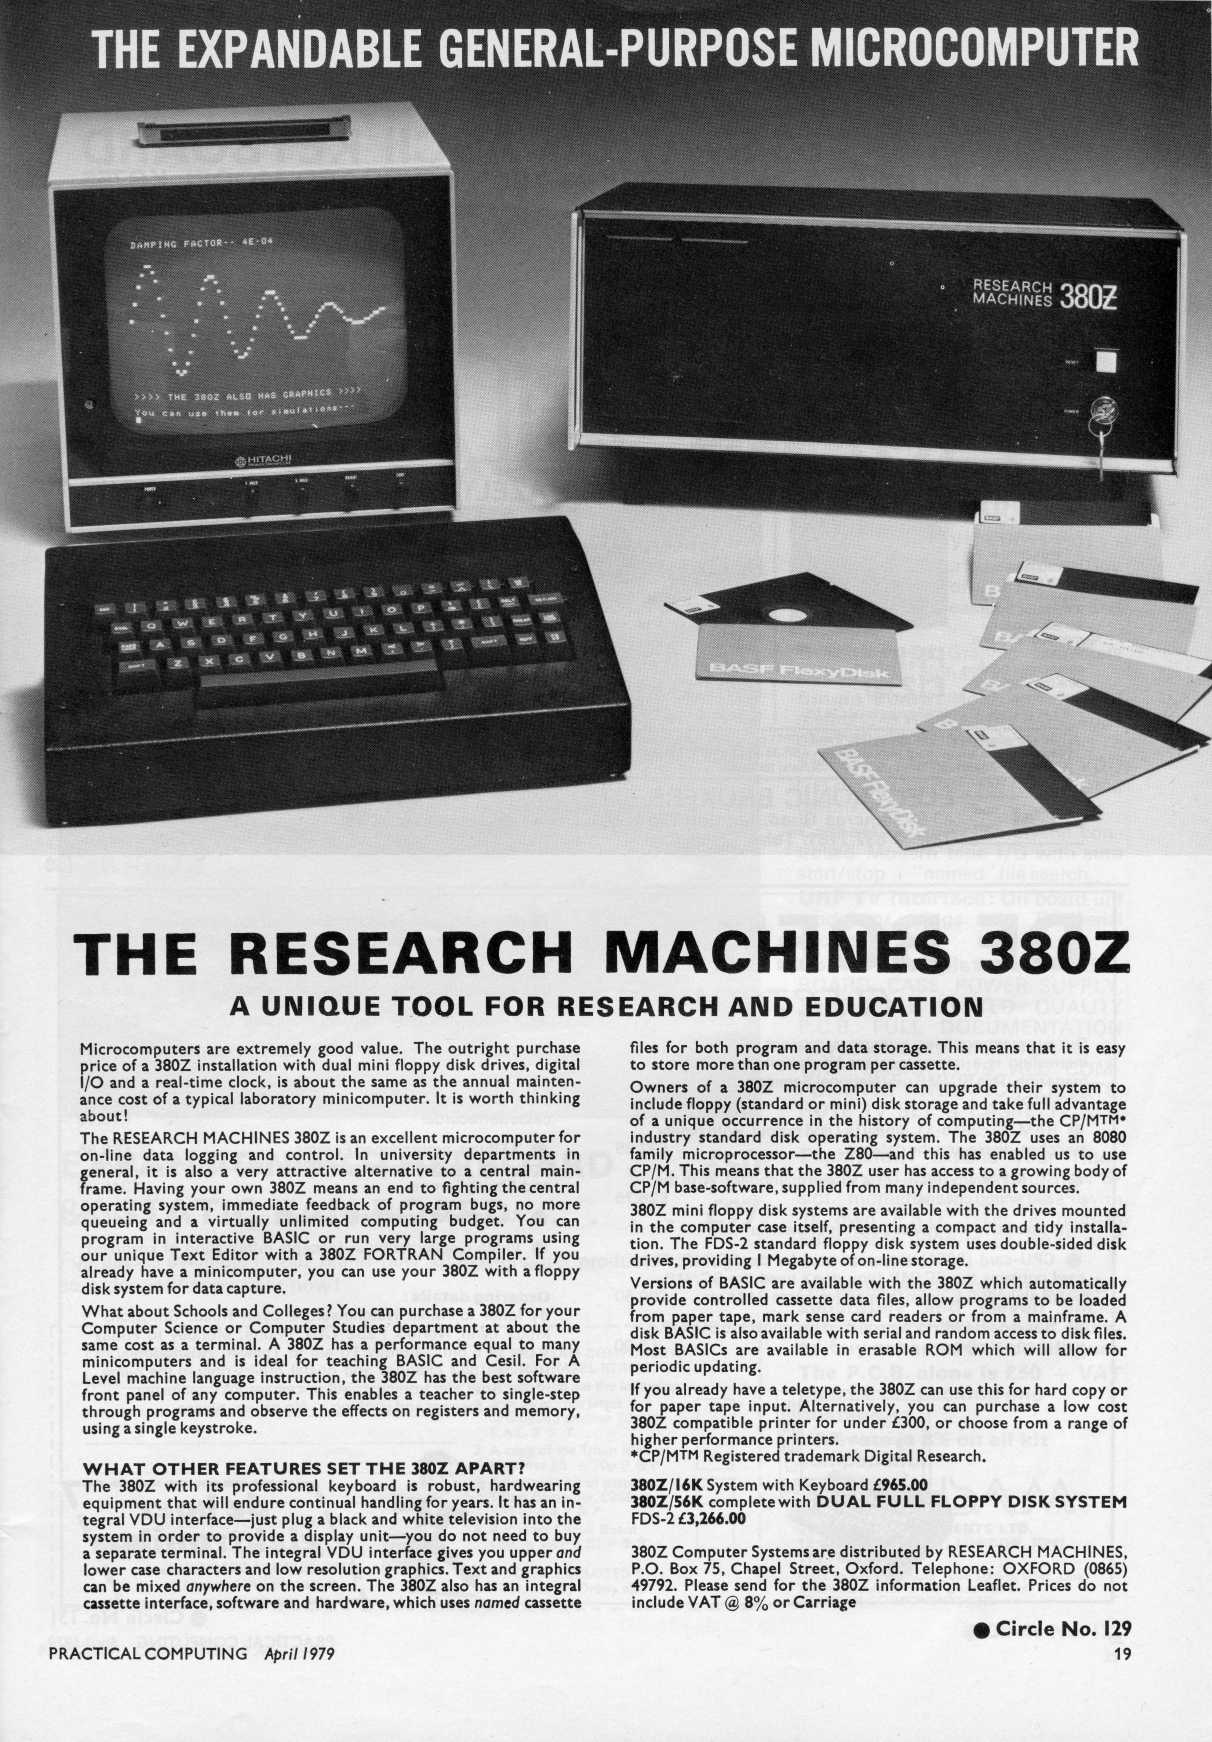 THE EXPANDABLE GENERAL-PURPOSE MICROCOMPUTER
DAMPING FACTOR-- 4E-04
>>>> THE 380Z ALSO HAS GRAPHICS >>>>
You can use them for simulations---
HITACHI
RESEARCH
MACHINES 380Z
RESET
POWER
BASF FlexyDisk
BASF FlexyDisk
THE RESEARCH MACHINES 380Z
A UNIQUE TOOL FOR RESEARCH AND EDUCATION
Microcomputers are extremely good value. The outright purchase
price of a 380Z installation with dual mini floppy disk drives, digital
I/O and a real-time clock, is about the same as the annual mainten-
ance cost of a typical laboratory minicomputer. It is worth thinking
about!
The RESEARCH MACHINES 380Z is an excellent microcomputer for
on-line data logging and control. In university departments in
general, it is also a very attractive alternative to a central main-
frame. Having your own 380Z means an end to fighting the central
operating system, immediate feedback of program bugs, no more
queueing and a virtually unlimited computing budget. You can
program in interactive BASIC or run very large programs using
our unique Text Editor with a 380Z FORTRAN Compiler. If you
already have a minicomputer, you can use your 380Z with a floppy
disk system for data capture.
What about Schools and Colleges? You can purchase a 380Z for your
Computer Science or Computer Studies department at about the
same cost as a terminal. A 380Z has a performance equal to many
minicomputers and is ideal for teaching BASIC and Cesil. For A
Level machine language instruction, the 380Z has the best software
front panel of any computer. This enables a teacher to single-step
through programs and observe the effects on registers and memory,
using a single keystroke.
WHAT OTHER FEATURES SET THE 380Z APART?
The 380Z with its professional keyboard is robust, hardwearing
equipment that will endure continual handling for years. It has an in-
tegral VDU interface—just plug a black and white television into the
system in order to provide a display unit—you do not need to buy
a separate terminal. The integral VDU interface gives you upper and
lower case characters and low resolution graphics. Text and graphics
can be mixed anywhere on the screen. The 380Z also has an integral
cassette interface, software and hardware, which uses named cassette
files for both program and data storage. This means that it is easy
to store more than one program per cassette.
Owners of a 380Z microcomputer can upgrade their system to
include floppy (standard or mini) disk storage and take full advantage
of a unique occurrence in the history of computing—the CP/MTM*
industry standard disk operating system. The 380Z uses an 8080
family microprocessor—the Z80—and this has enabled us to use
CP/M. This means that the 380Z user has access to a growing body of
CP/M base-software, supplied from many independent sources.
380Z mini floppy disk systems are available with the drives mounted
in the computer case itself, presenting a compact and tidy installa-
tion. The FDS-2 standard floppy disk system uses double-sided disk
drives, providing 1 Megabyte of on-line storage.
Versions of BASIC are available with the 380Z which automatically
provide controlled cassette data files, allow programs to be loaded
from paper tape, mark sense card readers or from a mainframe. A
disk BASIC is also available with serial and random access to disk files.
Most BASICs are available in erasable ROM which will allow for
periodic updating.
If you already have a teletype, the 380Z can use this for hard copy or
for paper tape input. Alternatively, you can purchase a low cost
380Z compatible printer for under £300, or choose from a range of
higher performance printers.
*CP/MTM Registered trademark Digital Research.
380Z/16K System with Keyboard £965.00
380Z/56K complete with DUAL FULL FLOPPY DISK SYSTEM
FDS-2 £3,266.00
380Z Computer Systems are distributed by RESEARCH MACHINES,
P.O. Box 75, Chapel Street, Oxford. Telephone: OXFORD (0865)
49792. Please send for the 380Z information Leaflet. Prices do not
include VAT @ 8% or Carriage
● Circle No. 129
PRACTICAL COMPUTING April 1979
19